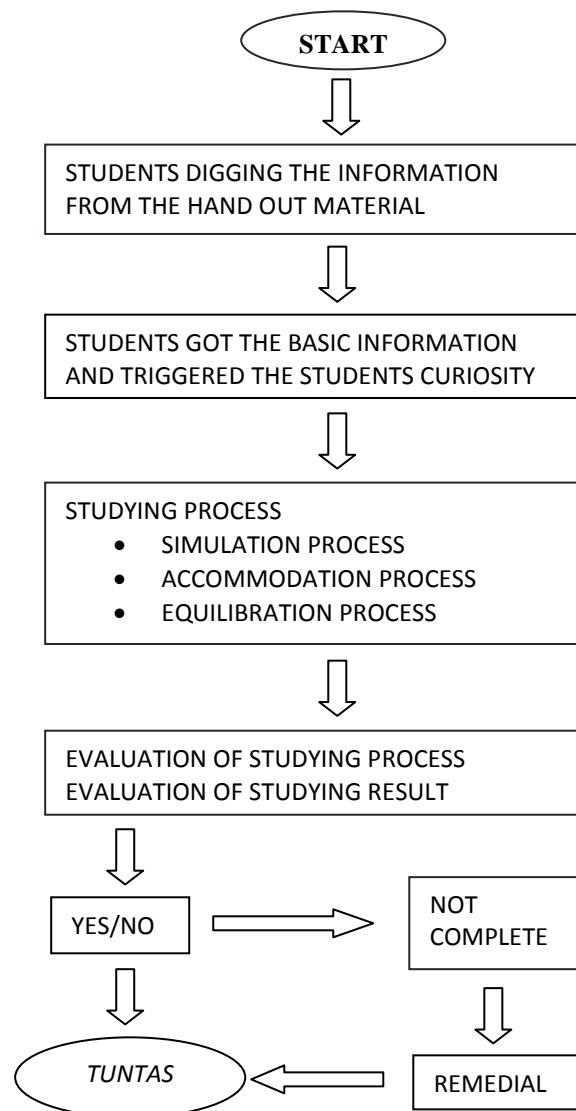 START
STUDENTS DIGGING THE INFORMATION
FROM THE HAND OUT MATERIAL
STUDENTS GOT THE BASIC INFORMATION
AND TRIGGERED THE STUDENTS CURIOSITY
STUDYING PROCESS
• SIMULATION PROCESS
• ACCOMMODATION PROCESS
• EQUILIBRATION PROCESS
EVALUATION OF STUDYING PROCESS
EVALUATION OF STUDYING RESULT
YES/NO
NOT
COMPLETE
TUNTAS
REMEDIAL